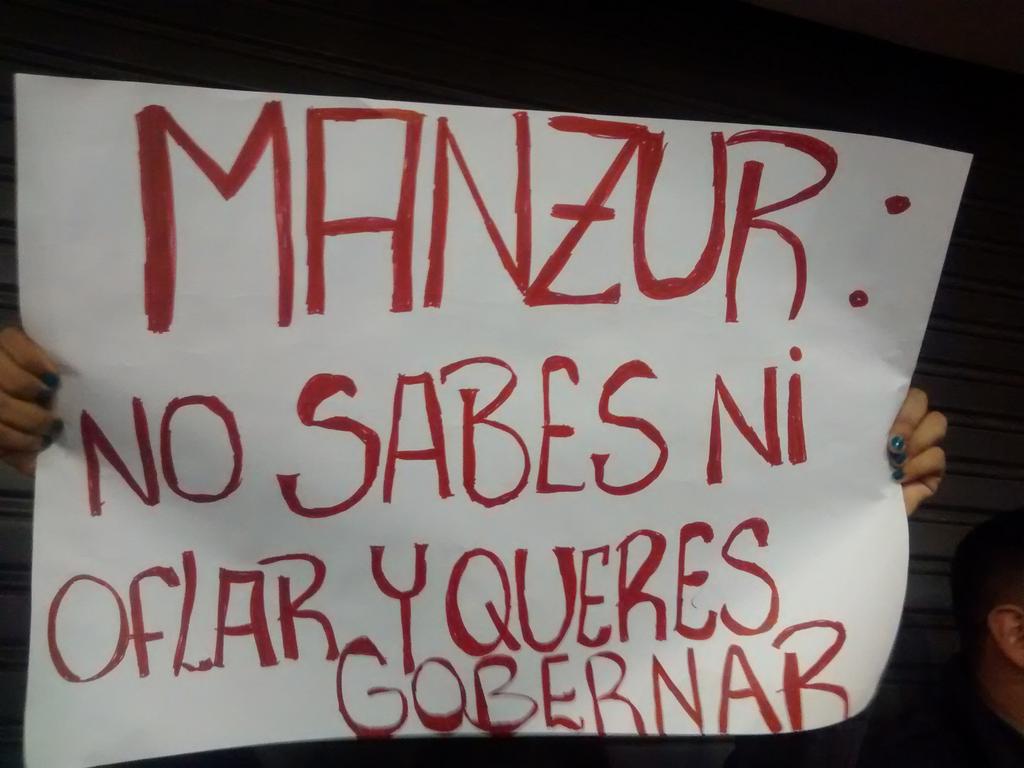 MANZUR:
NO SABES Ni
OFLAR Y QUERES
GOBERNAR